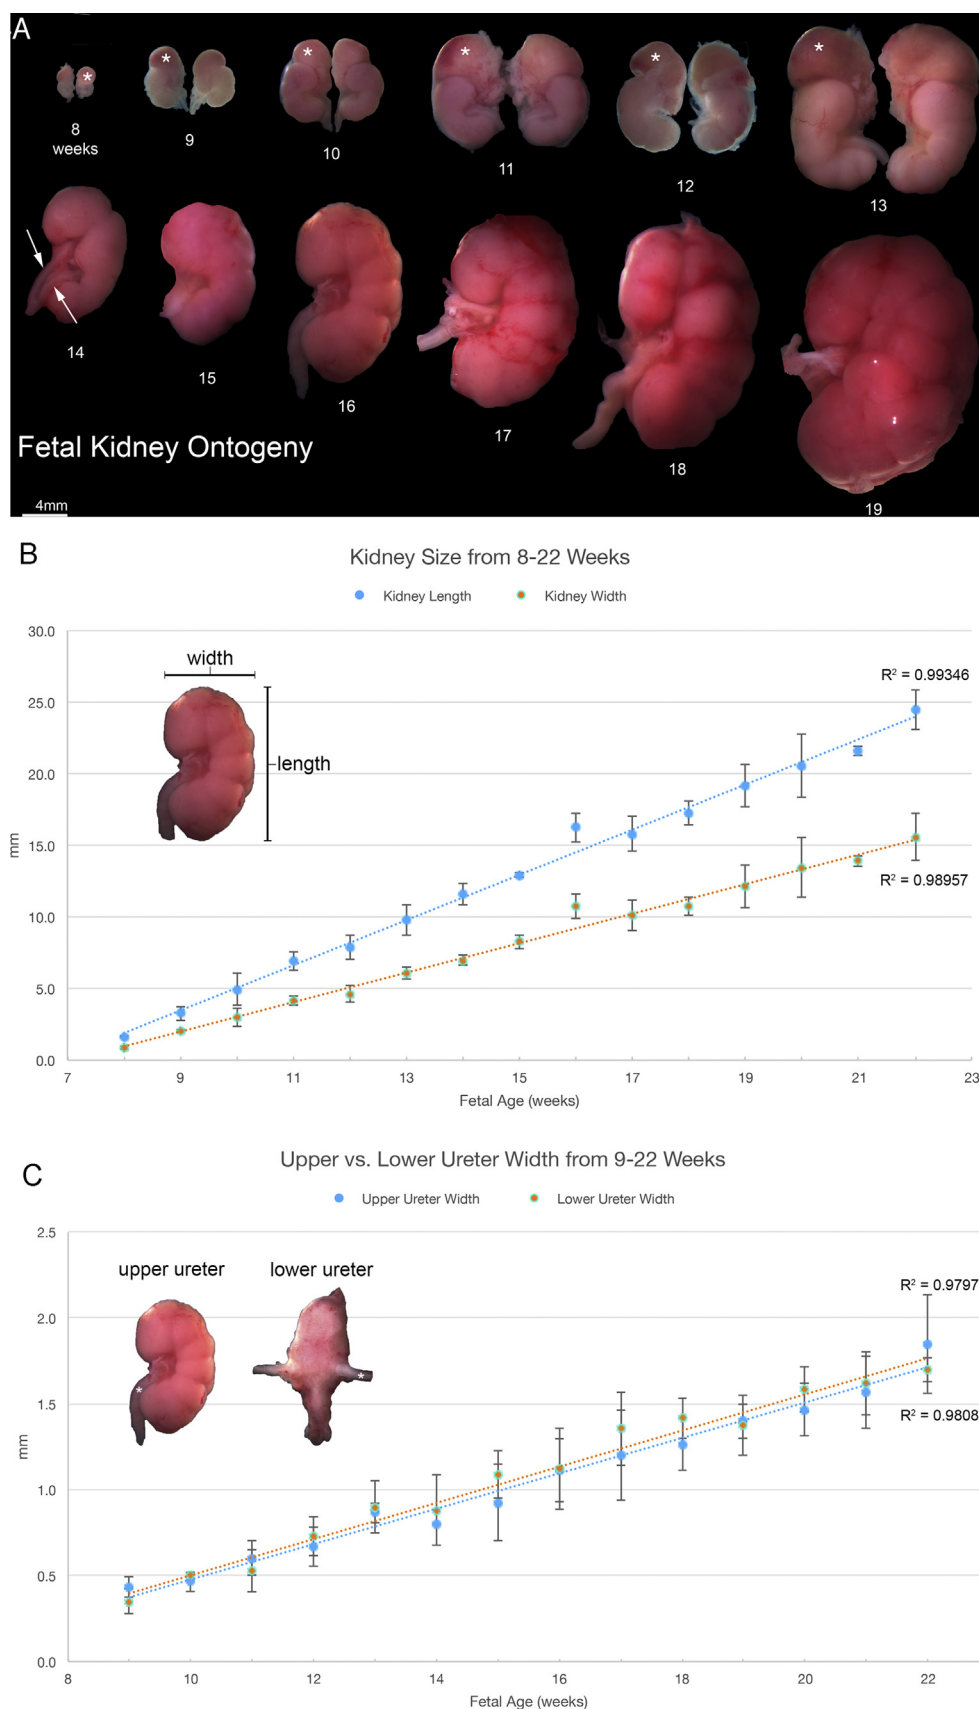 A
*
*
*
*
*
*
8
weeks
9
10
11
12
13
14
15
16
17
18
19
Fetal Kidney Ontogeny
4mm
B
Kidney Size from 8-22 Weeks
Kidney Length
Kidney Width
30.0
25.0
20.0
15.0
10.0
5.0
0.0
mm
width
length
R² = 0.99346
R² = 0.98957
7
9
11
13
15
17
19
21
23
Fetal Age (weeks)
C
Upper vs. Lower Ureter Width from 9-22 Weeks
Upper Ureter Width
Lower Ureter Width
2.5
2.0
1.5
1.0
0.5
0.0
mm
upper ureter
lower ureter
*
*
R² = 0.9797
R² = 0.9808
8
10
12
14
16
18
20
22
Fetal Age (weeks)